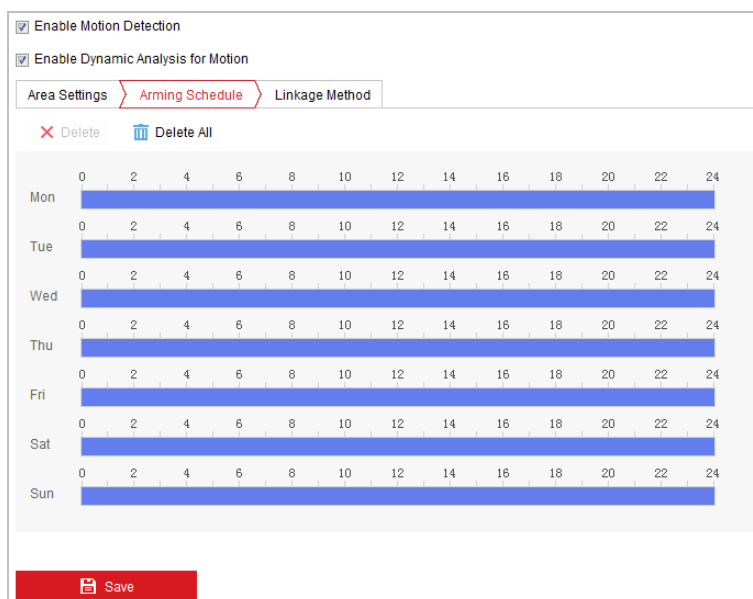 Enable Motion Detection
Enable Dynamic Analysis for Motion
Area Settings Arming Schedule Linkage Method
Delete Delete All
0 2 4 6 8 10 12 14 16 18 20 22 24
Mon
0 2 4 6 8 10 12 14 16 18 20 22 24
Tue
0 2 4 6 8 10 12 14 16 18 20 22 24
Wed
0 2 4 6 8 10 12 14 16 18 20 22 24
Thu
0 2 4 6 8 10 12 14 16 18 20 22 24
Fri
0 2 4 6 8 10 12 14 16 18 20 22 24
Sat
0 2 4 6 8 10 12 14 16 18 20 22 24
Sun
Save